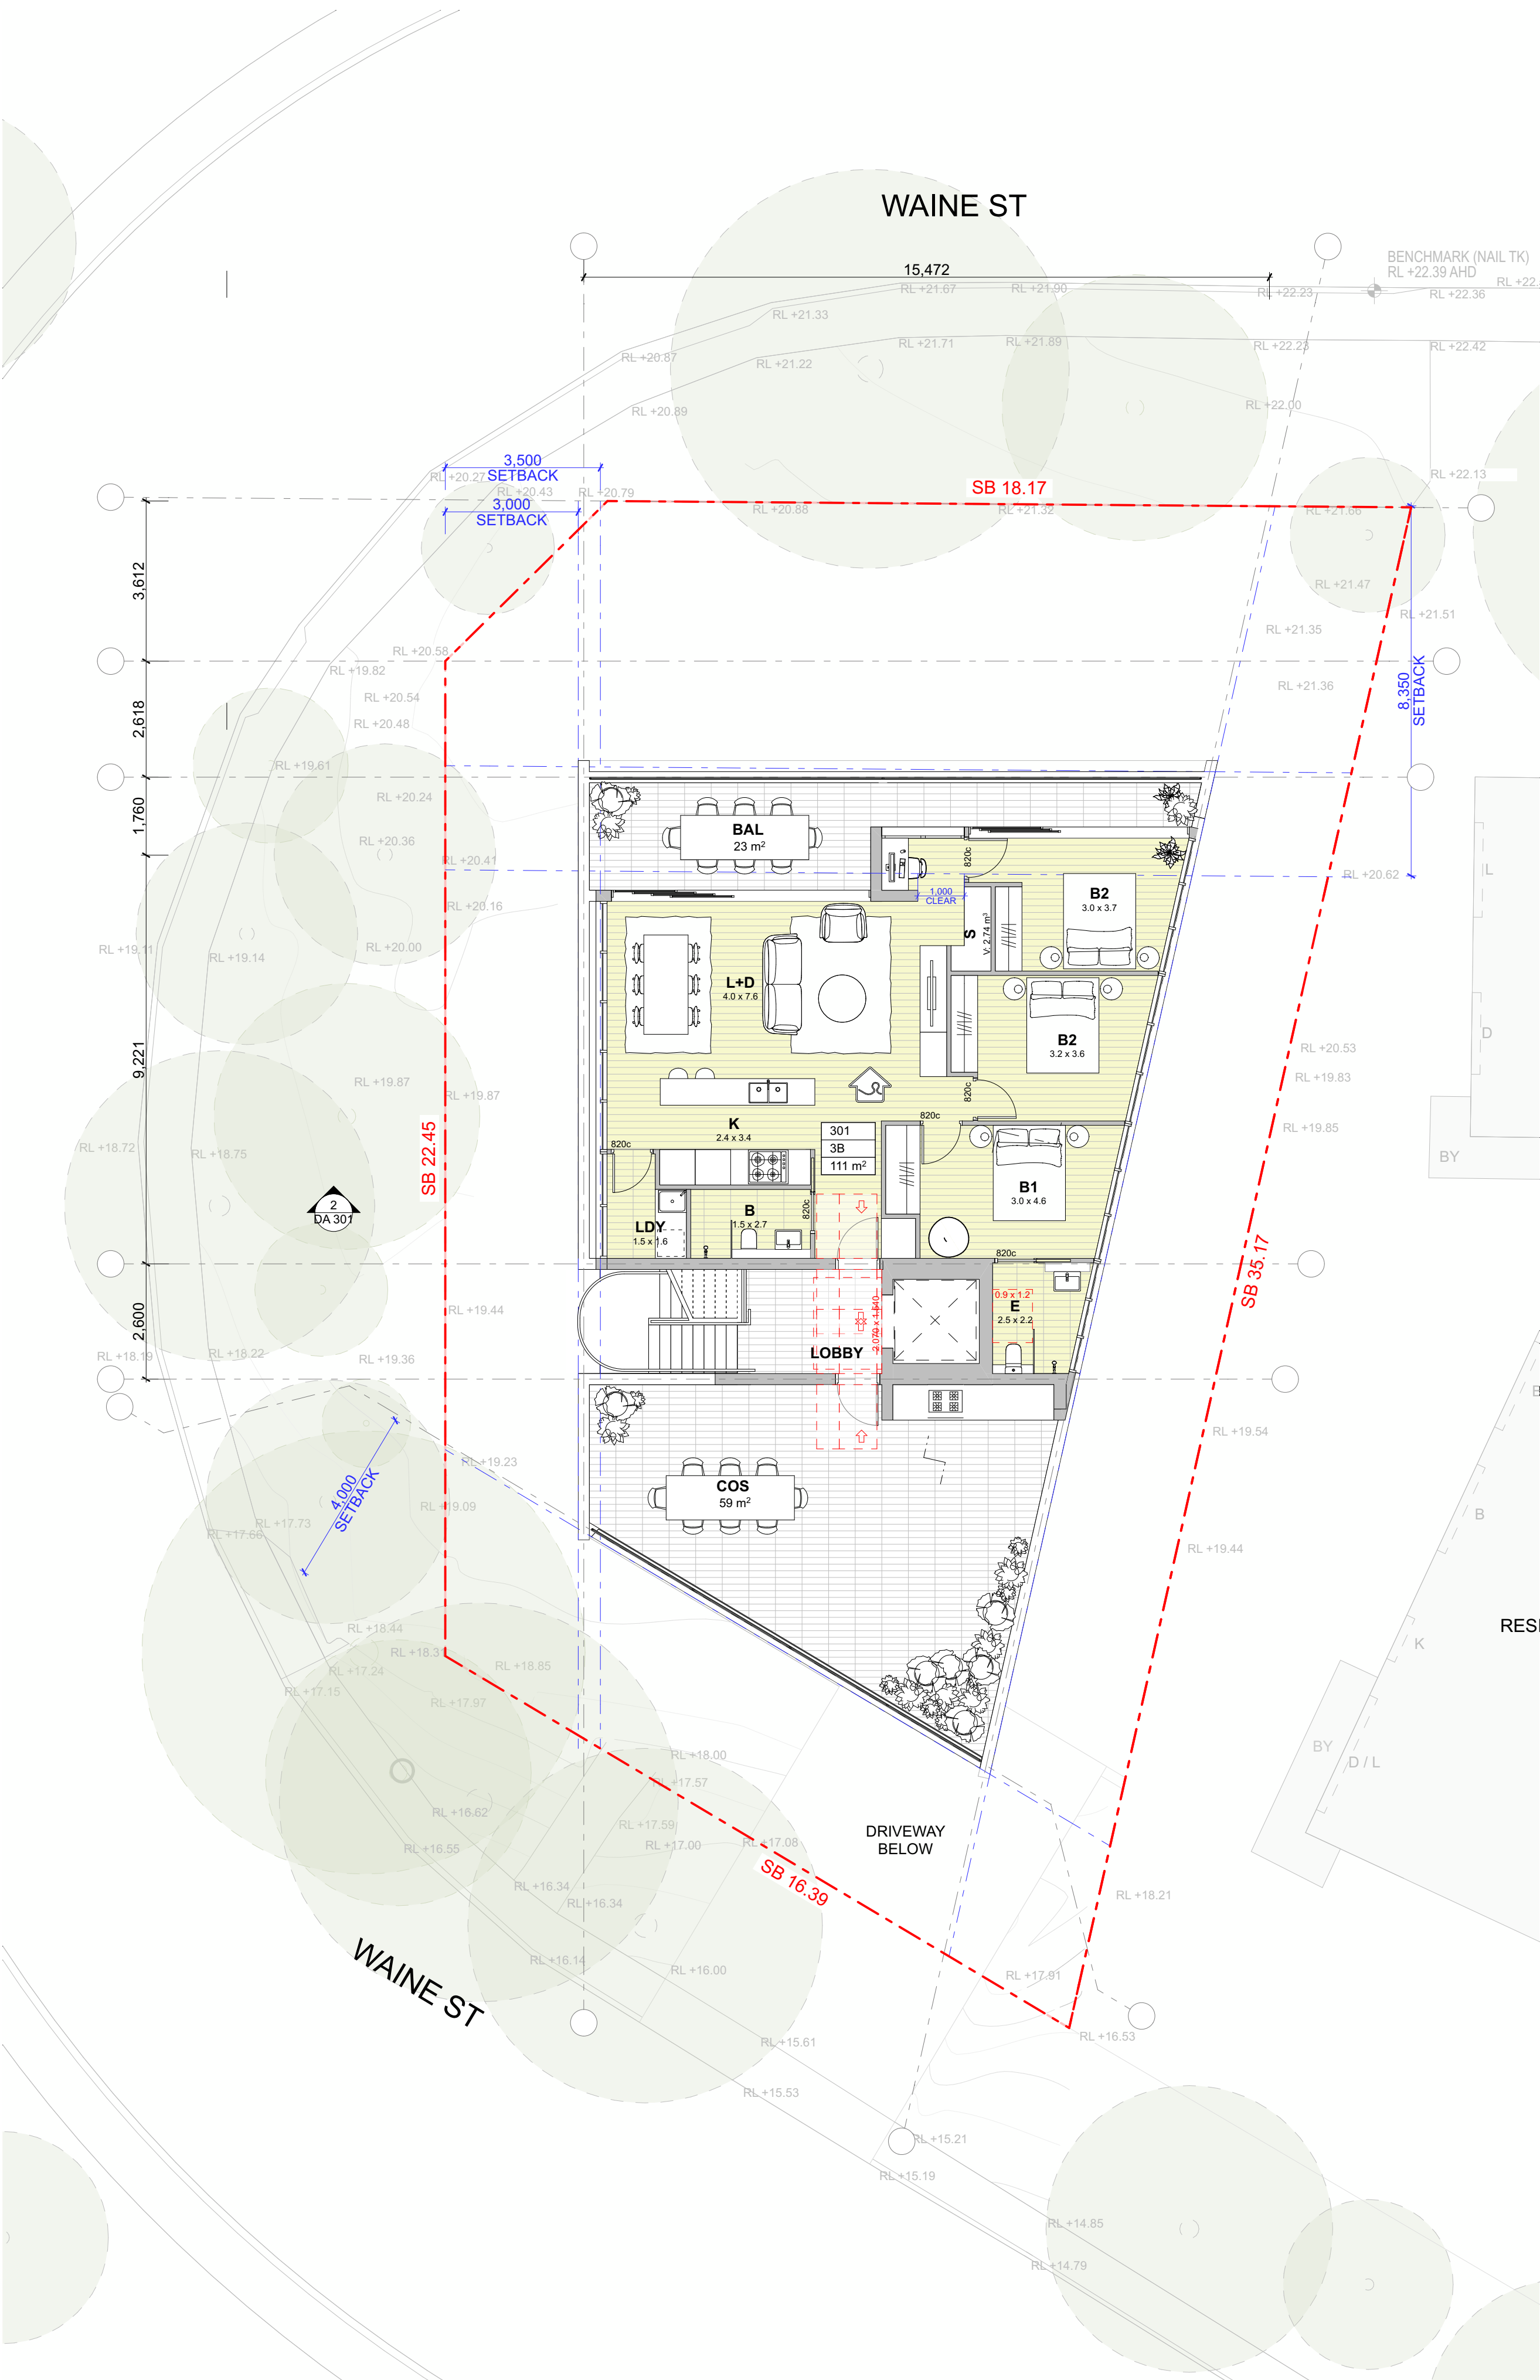 WAINE ST
15,472
BENCHMARK (NAIL TK)
RL +22.39 AHD
RL +21.67
RL +21.90
RL +22.23
RL +22.36
RL +21.33
RL +21.71
RL +21.89
RL +22.23
RL +22.42
RL +20.87
RL +21.22
RL +22.00
RL +20.89
3,500
SETBACK
RL +20.27
RL +22.13
RL +20.43
RL +20.79
SB 18.17
3,000
SETBACK
RL +20.88
RL +21.32
RL +21.66
3,612
RL +21.47
RL +21.51
RL +21.35
RL +20.58
RL +19.82
RL +21.36
8,350
SETBACK
RL +20.54
RL +20.48
2,618
RL +19.61
RL +20.24
1,760
BAL
23 m²
RL +20.36
820c
RL +20.41
RL +20.62
L
1,000
CLEAR
B2
3.0 x 3.7
RL +20.16
S
V: 2.74 m³
RL +19.11
RL +20.00
RL +19.14
L+D
4.0 x 7.6
D
B2
3.2 x 3.6
RL +20.53
9,221
RL +19.87
RL +19.83
RL +19.87
820c
820c
K
2.4 x 3.4
301
3B
111 m²
RL +19.85
RL +18.72
RL +18.75
820c
BY
SB 22.45
B1
3.0 x 4.6
2
DA 301
LDY
1.5 x 1.6
B
1.5 x 2.7
820c
820c
SB 35.17
0.9 x 1.2
E
2.5 x 2.2
2,600
RL +19.44
2.070 x 1.540
LOBBY
RL +18.19
RL +18.22
RL +19.36
RL +19.54
RL +19.23
4,000
SETBACK
COS
59 m²
RL +19.09
RL +17.73
RL +17.66
B
RL +19.44
RL +18.44
RESI
RL +18.31
RL +17.24
RL +18.85
K
RL +17.15
RL +17.97
RL +18.00
BY
D / L
RL +17.57
RL +16.62
RL +17.59
DRIVEWAY
BELOW
RL +16.55
RL +17.00
RL +17.08
SB 16.39
RL +16.34
RL +16.34
RL +18.21
WAINE ST
RL +16.14
RL +16.00
RL +17.91
RL +15.61
RL +16.53
RL +15.53
RL +15.21
RL +15.19
RL +14.85
RL +14.79